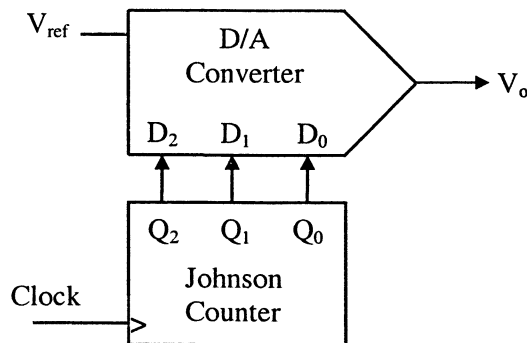 V_ref
D/A
Converter
V_o
D_2 D_1 D_0
Q_2 Q_1 Q_0
Johnson
Counter
Clock